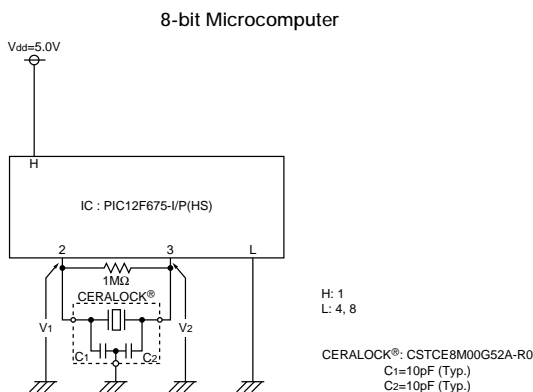 8-bit Microcomputer
Vdd=5.0V
H
IC : PIC12F675-I/P(HS)
2 3 L
1MΩ
CERALOCK®
V1 V2
C1 C2
H: 1
L: 4, 8
CERALOCK®: CSTCE8M00G52A-R0
C1=10pF (Typ.)
C2=10pF (Typ.)